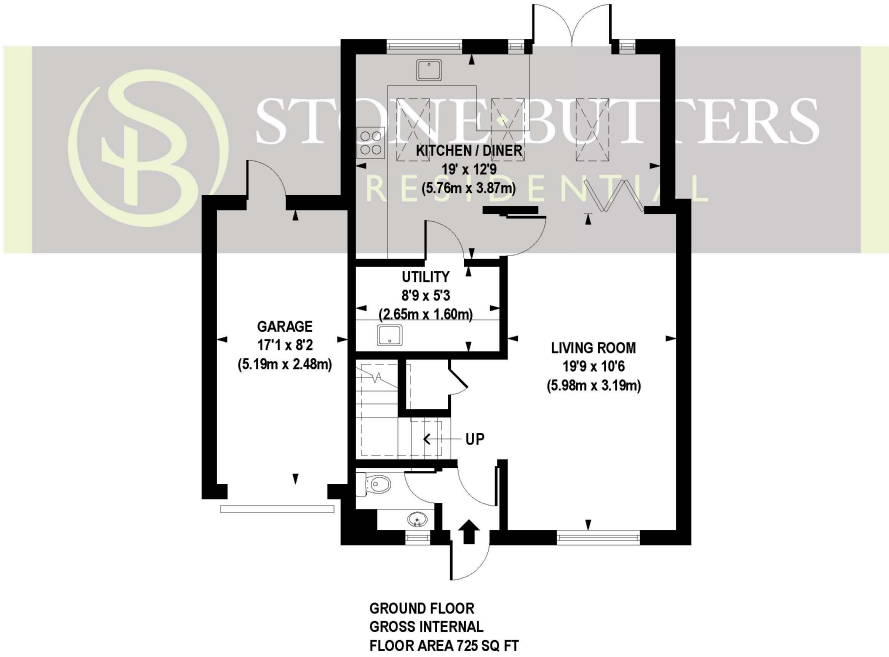 STONE BUTTERS
RESIDENTIAL
KITCHEN / DINER
19' x 12'9
(5.76m x 3.87m)
UTILITY
8'9 x 5'3
(2.65m x 1.60m)
GARAGE
17'1 x 8'2
(5.19m x 2.48m)
LIVING ROOM
19'9 x 10'6
(5.98m x 3.19m)
UP
GROUND FLOOR
GROSS INTERNAL
FLOOR AREA 725 SQ FT